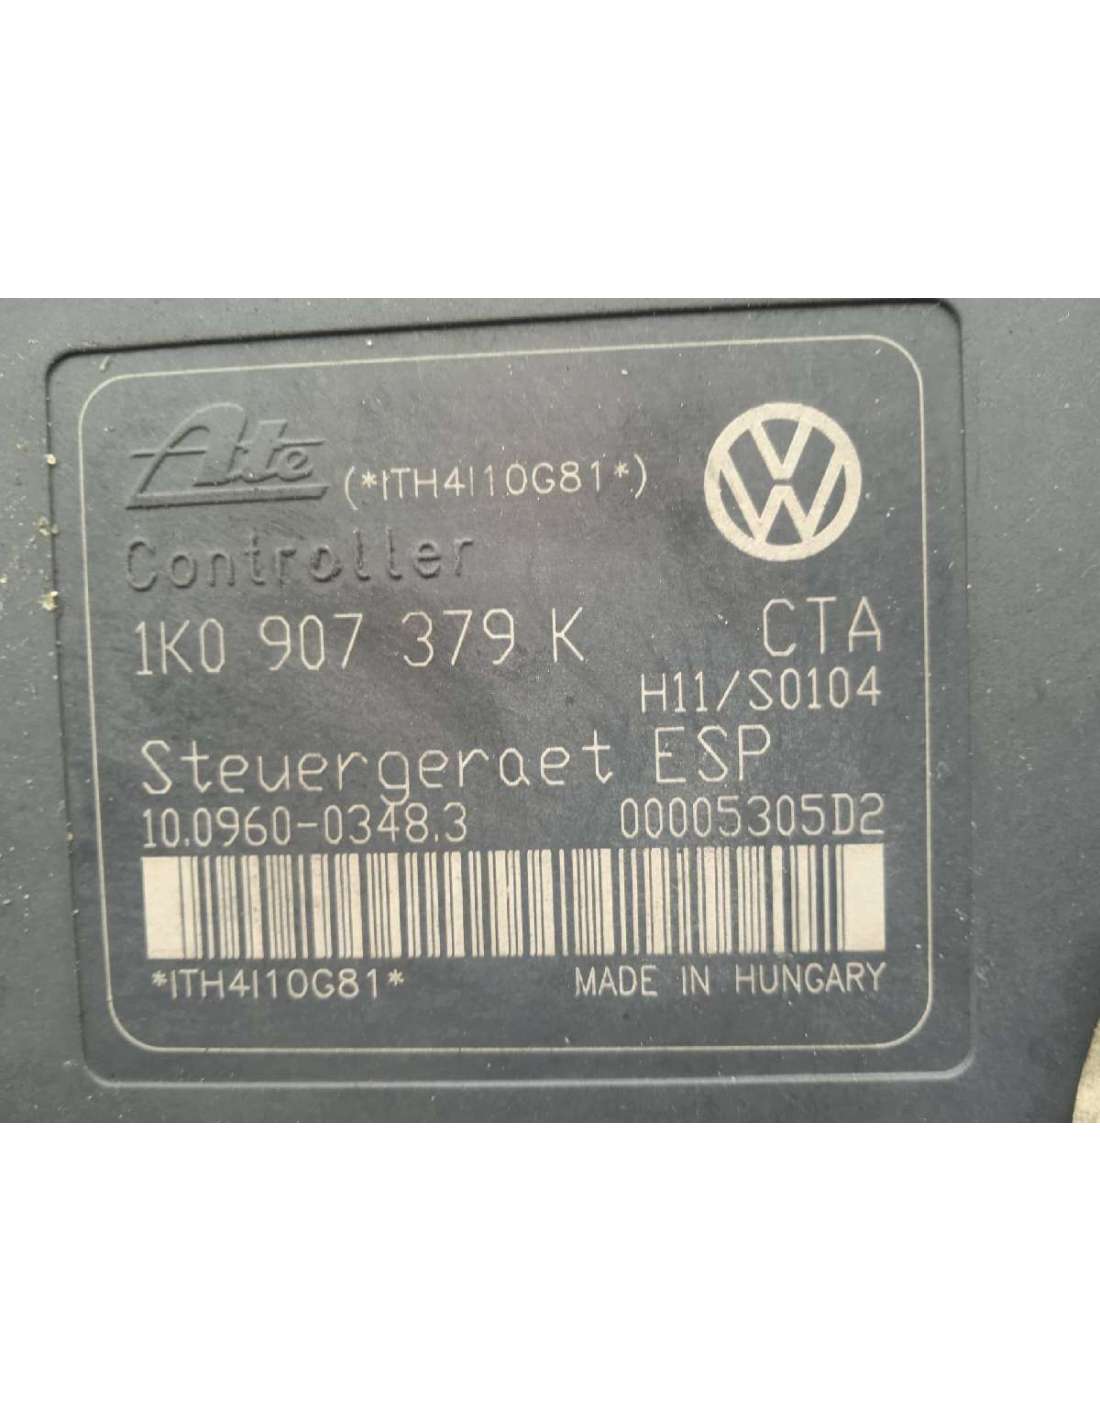 Ate (*ITH4I10G81*)
Controller
1K0 907 379 K CTA
H11/S0104
Steuergeraet ESP
10.0960-0348.3 00005305D2
*ITH4I10G81* MADE IN HUNGARY